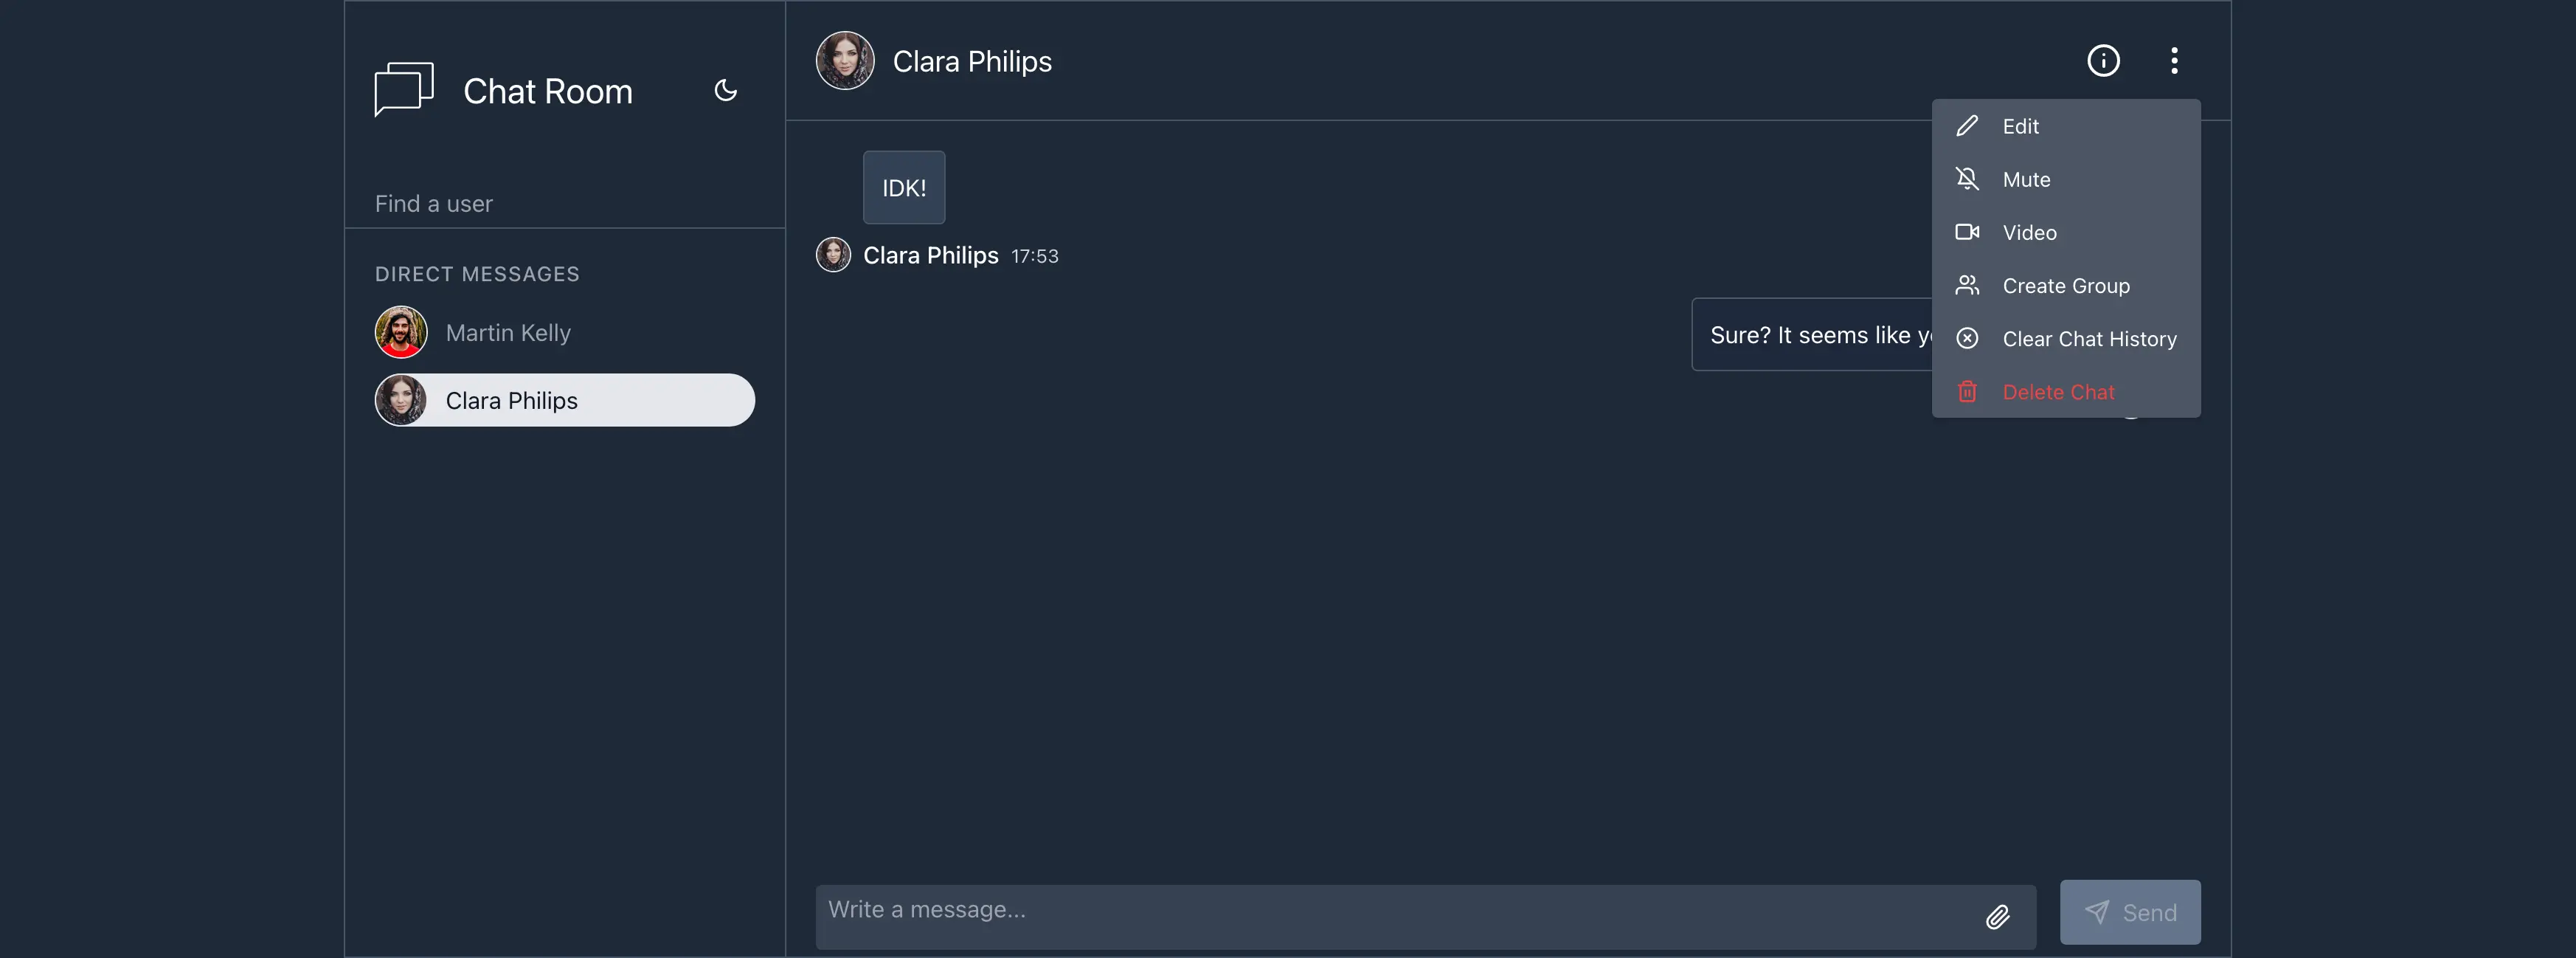 Chat Room
Find a user
DIRECT MESSAGES
Martin Kelly
Clara Philips
Clara Philips
IDK!
Clara Philips 17:53
Sure? It seems like
Edit
Mute
Video
Create Group
Clear Chat History
Delete Chat
Write a message...
Send